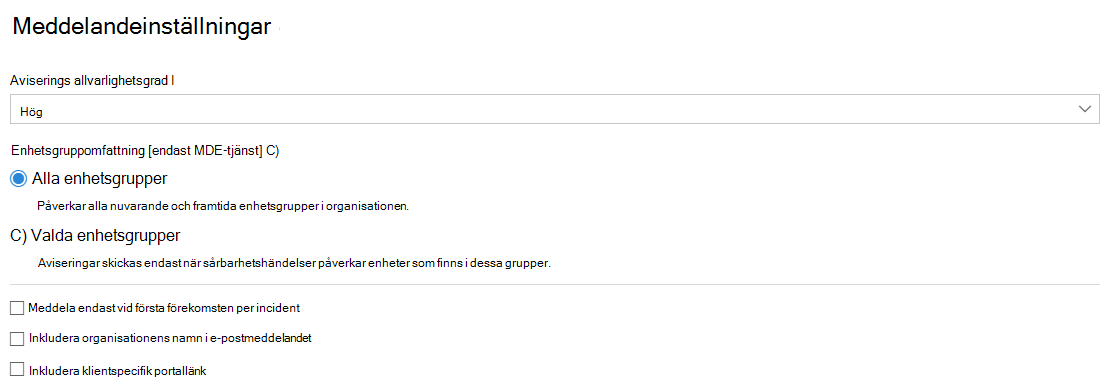 Meddelandeinställningar
Aviserings allvarlighetsgrad l
Hög
Enhetsgruppomfattning [endast MDE-tjänst] C)
Alla enhetsgrupper
Påverkar alla nuvarande och framtida enhetsgrupper i organisationen.
C) Valda enhetsgrupper
Aviseringar skickas endast när sårbarhetshändelser påverkar enheter som finns i dessa grupper.
Meddela endast vid första förekomsten per incident
Inkludera organisationens namn i e-postmeddelandet
Inkludera klientspecifik portallänk